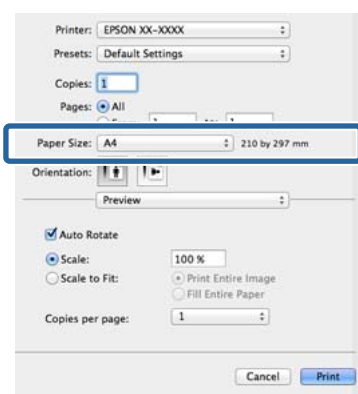 Printer: EPSON XX-XXXX
Presets: Default Settings
Copies: 1
Pages: All
Paper Size: A4 210 by 297 mm
Orientation:
Preview
Auto Rotate
Scale: 100 %
Scale to Fit: Print Entire Image
Fill Entire Paper
Copies per page: 1
Cancel Print